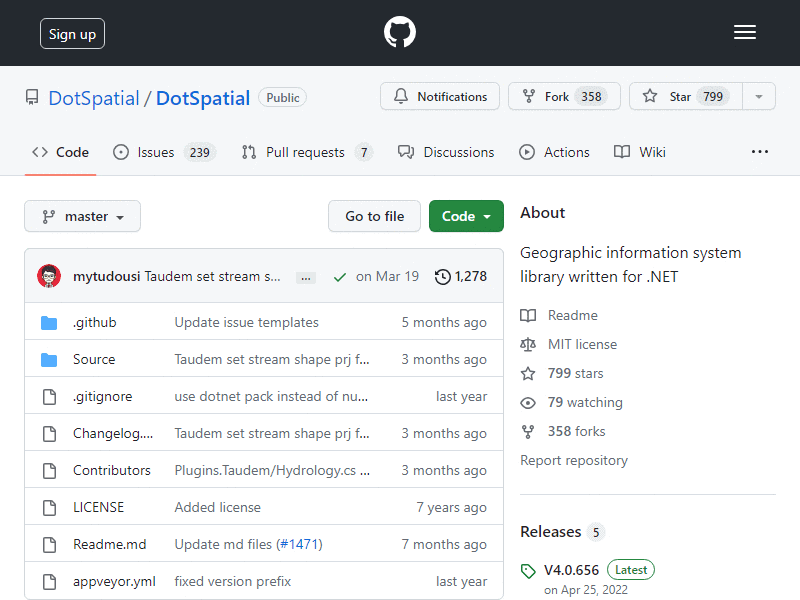 Sign up
DotSpatial / DotSpatial Public
Notifications
Fork 358
Star 799
Code
Issues 239
Pull requests 7
Discussions
Actions
Wiki
master
Go to file
Code
mytudousi Taudem set stream s... ... on Mar 19 1,278
.github Update issue templates 5 months ago
Source Taudem set stream shape prj f... 3 months ago
.gitignore use dotnet pack instead of nu... last year
Changelog.... Taudem set stream shape prj f... 3 months ago
Contributors Plugins.Taudem/Hydrology.cs ... 3 months ago
LICENSE Added license 7 years ago
Readme.md Update md files (#1471) 7 months ago
appveyor.yml fixed version prefix last year
About
Geographic information system
library written for .NET
Readme
MIT license
799 stars
79 watching
358 forks
Report repository
Releases 5
V4.0.656 Latest
on Apr 25, 2022